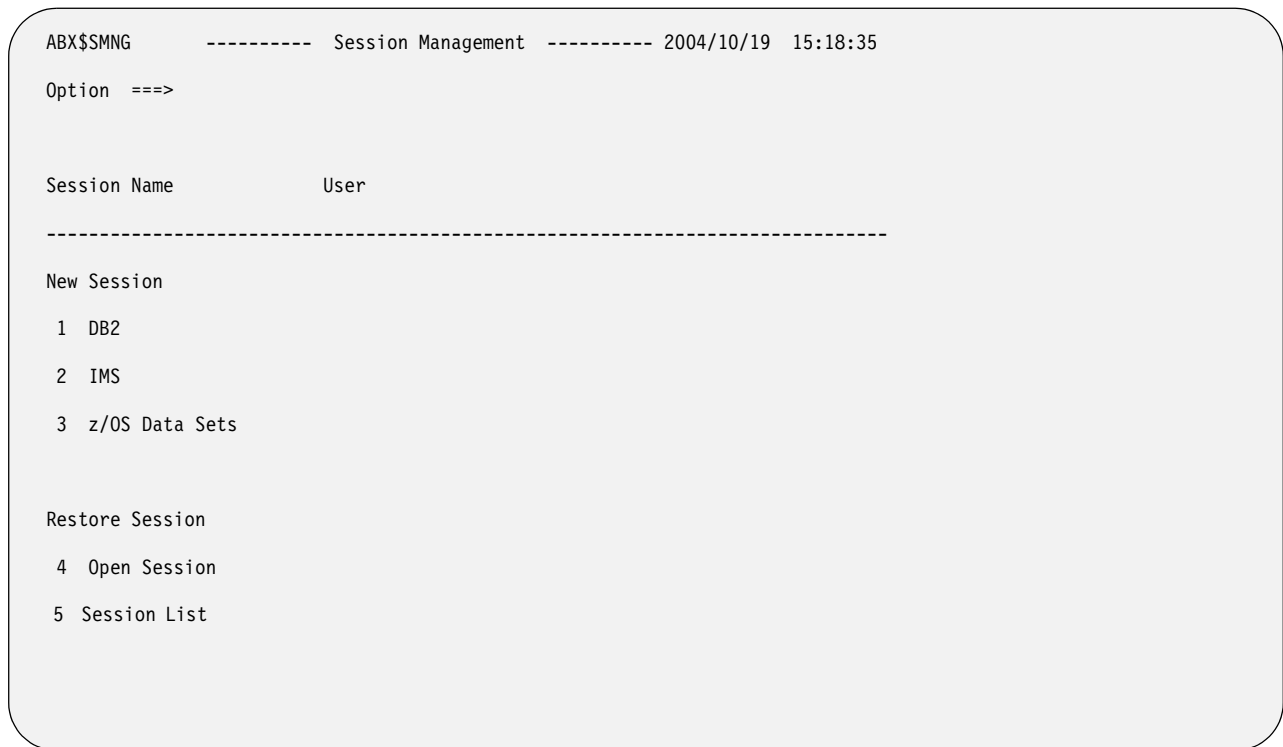 ABX$SMNG ---------- Session Management ---------- 2004/10/19 15:18:35
Option ===>
Session Name User
-------------------------------------------------------------------------------
New Session
1 DB2
2 IMS
3 z/OS Data Sets
Restore Session
4 Open Session
5 Session List